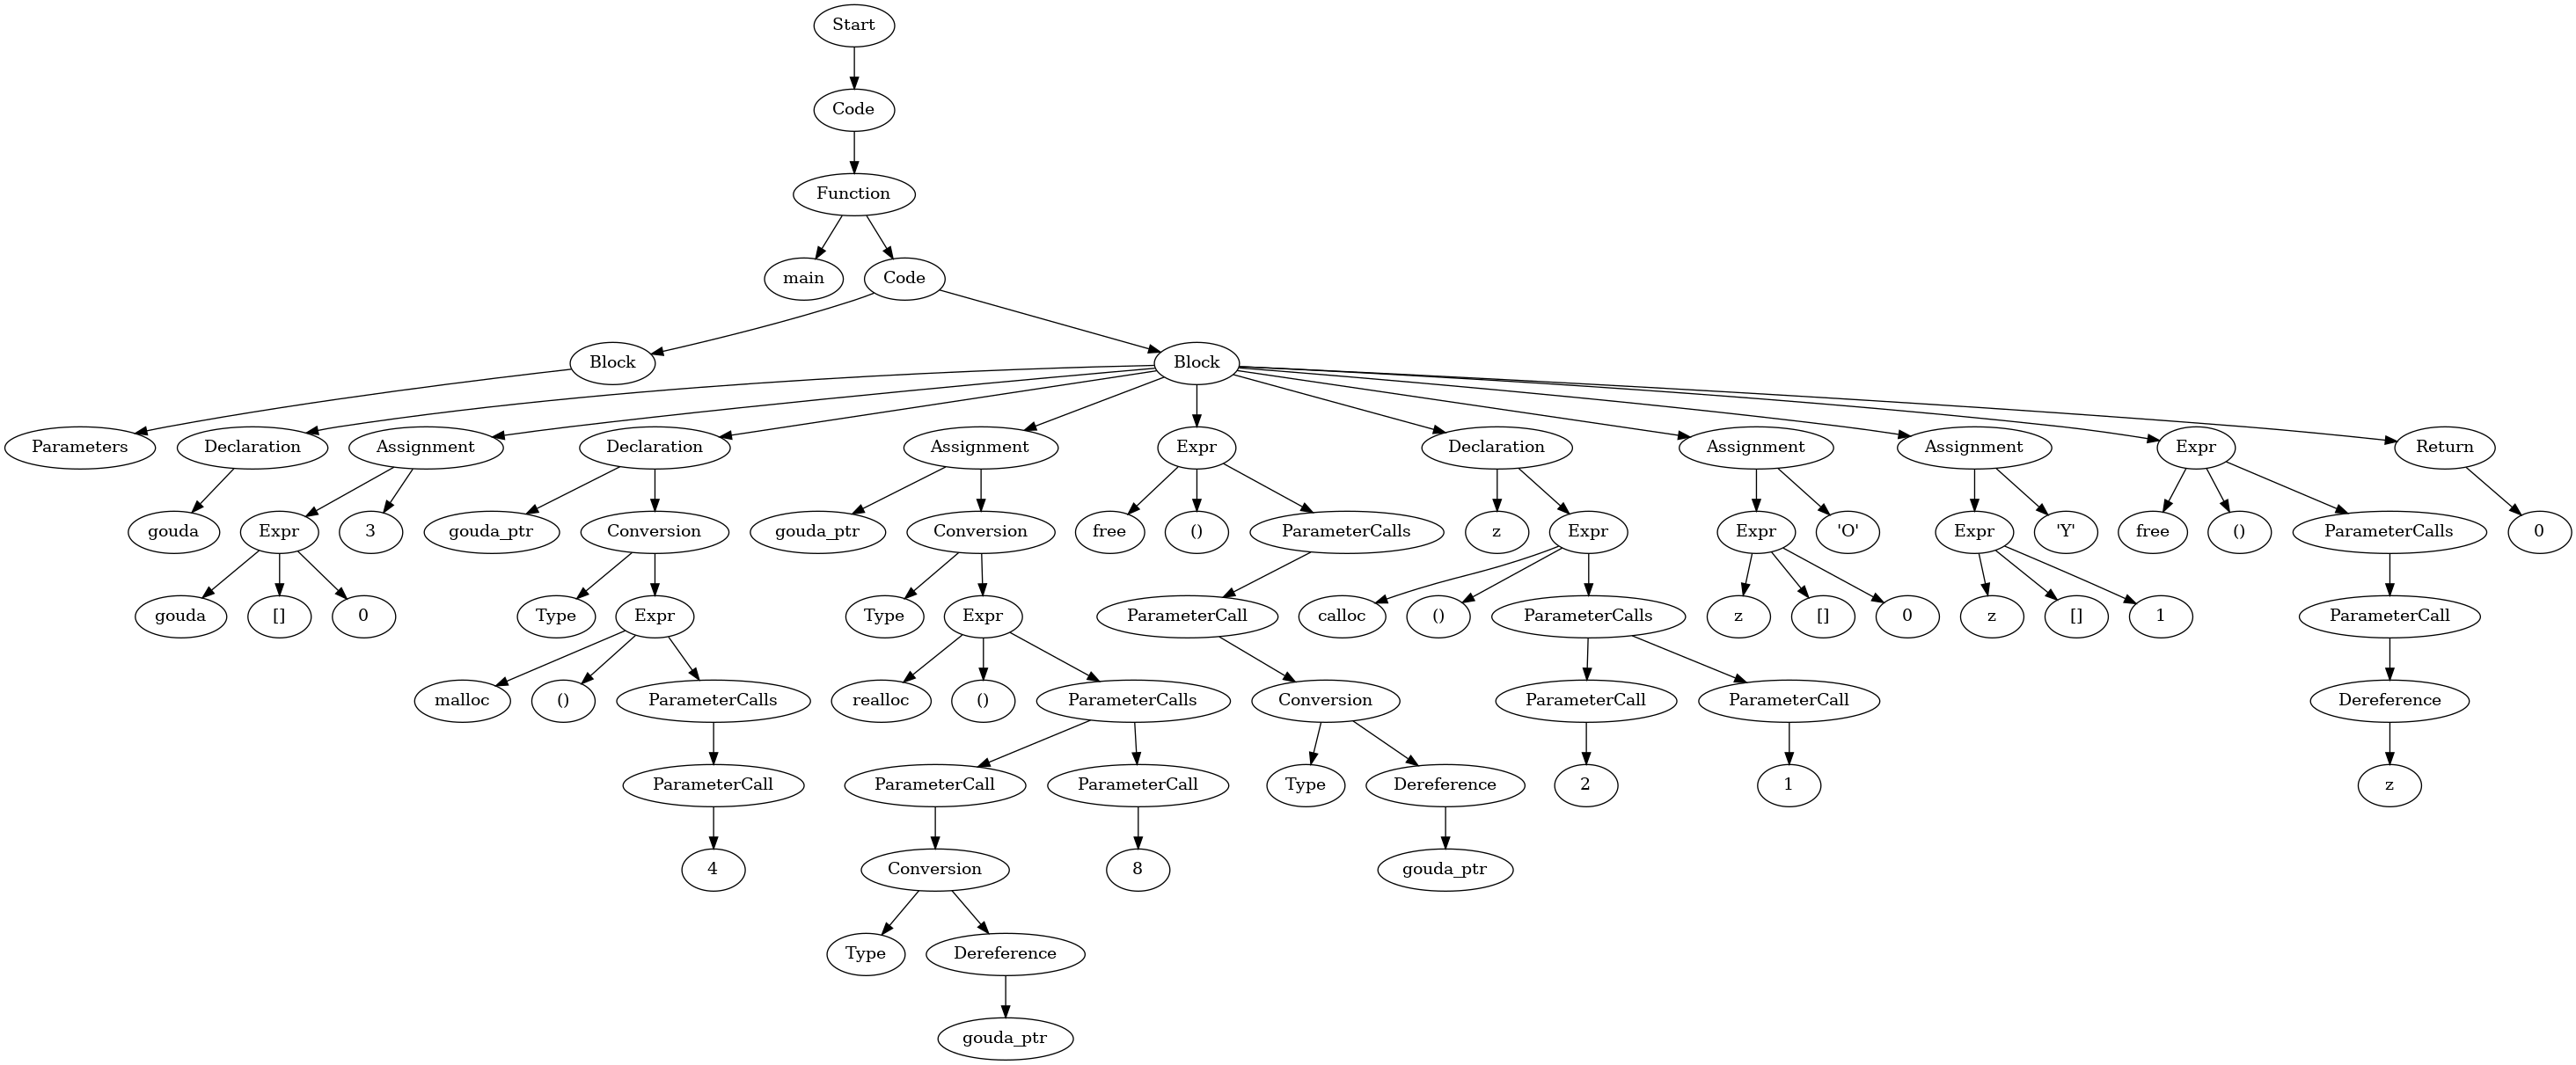 Start
Code
Function
main
Code
Block
Block
Parameters
Declaration
Assignment
Declaration
Assignment
Expr
Declaration
Assignment
Assignment
Expr
Return
gouda
Expr
3
gouda_ptr
Conversion
gouda_ptr
Conversion
free
()
ParameterCalls
z
Expr
Expr
'O'
Expr
'Y'
free
()
ParameterCalls
0
gouda
[]
0
Type
Expr
Type
Expr
ParameterCall
calloc
()
ParameterCalls
z
[]
0
z
[]
1
ParameterCall
malloc
()
ParameterCalls
realloc
()
ParameterCalls
Conversion
ParameterCall
ParameterCall
Dereference
ParameterCall
ParameterCall
ParameterCall
Type
Dereference
2
1
z
4
Conversion
8
gouda_ptr
Type
Dereference
gouda_ptr